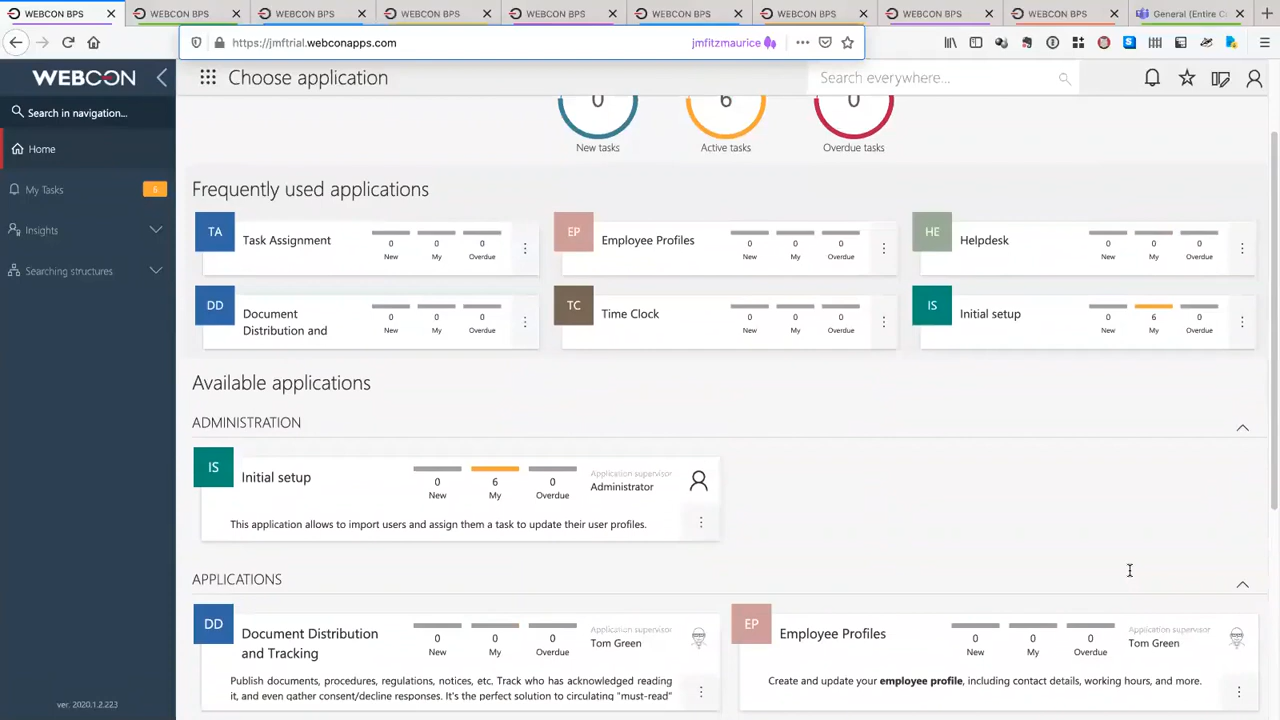 WEBCON BPS WEBCON BPS WEBCON BPS WEBCON BPS WEBCON BPS WEBCON BPS WEBCON BPS WEBCON BPS WEBCON BPS General (Entire C
https://jmftrial.webconapps.com jmfitzmaurice
WEBCON Choose application Search everywhere...
Search in navigation...
Home
My Tasks 6
Insights
Searching structures
ver. 2020.1.2.223
0 6 0
New tasks Active tasks Overdue tasks
Frequently used applications
TA Task Assignment 0 New 0 My 0 Overdue
EP Employee Profiles 0 New 0 My 0 Overdue
HE Helpdesk 0 New 0 My 0 Overdue
DD Document Distribution and 0 New 0 My 0 Overdue
TC Time Clock 0 New 0 My 0 Overdue
IS Initial setup 0 New 6 My 0 Overdue
Available applications
ADMINISTRATION
IS Initial setup 0 New 6 My 0 Overdue Application supervisor Administrator
This application allows to import users and assign them a task to update their user profiles.
APPLICATIONS
DD Document Distribution and Tracking 0 New 0 My 0 Overdue Application supervisor Tom Green
Publish documents, procedures, regulations, notices, etc. Track who has acknowledged reading
it, and even gather consent/decline responses. It's the perfect solution to circulating "must-read"
EP Employee Profiles 0 New 0 My 0 Overdue Application supervisor Tom Green
Create and update your employee profile, including contact details, working hours, and more.